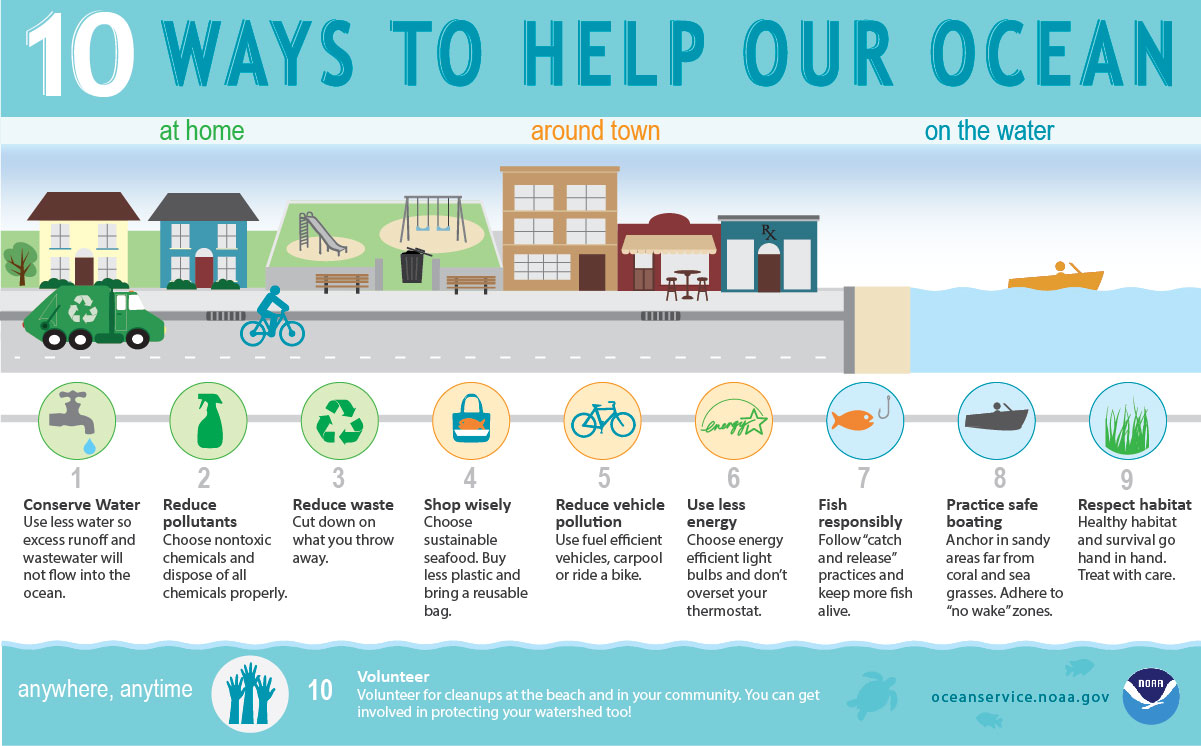 10 WAYS TO HELP OUR OCEAN
at home
around town
on the water
Rx
energy
1
Conserve Water
Use less water so
excess runoff and
wastewater will
not flow into the
ocean.
2
Reduce
pollutants
Choose nontoxic
chemicals and
dispose of all
chemicals properly.
3
Reduce waste
Cut down on
what you throw
away.
4
Shop wisely
Choose
sustainable
seafood. Buy
less plastic and
bring a reusable
bag.
5
Reduce vehicle
pollution
Use fuel efficient
vehicles, carpool
or ride a bike.
6
Use less
energy
Choose energy
efficient light
bulbs and don’t
overset your
thermostat.
7
Fish
responsibly
Follow “catch
and release”
practices and
keep more fish
alive.
8
Practice safe
boating
Anchor in sandy
areas far from
coral and sea
grasses. Adhere to
“no wake” zones.
9
Respect habitat
Healthy habitat
and survival go
hand in hand.
Treat with care.
anywhere, anytime
10
Volunteer
Volunteer for cleanups at the beach and in your community. You can get
involved in protecting your watershed too!
oceanservice.noaa.gov
NOAA